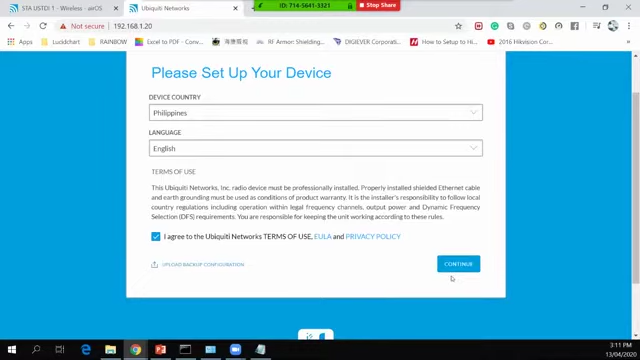 STA USTDI 1 - Wireless - airOS
Ubiquiti Networks
ID: 714-5641-3321
Stop Share
Not secure
192.168.1.20
Apps
Lucidchart
RAINBOW
Excel to PDF - Conv...
RF Armor: Shielding...
DIGIEVER Corporati...
How to Setup to Hi...
2016 Hikvision Corp...
Please Set Up Your Device
DEVICE COUNTRY
Philippines
LANGUAGE
English
TERMS OF USE
This Ubiquiti Networks, Inc. radio device must be professionally installed. Properly installed shielded Ethernet cable
and earth grounding must be used as conditions of product warranty. It is the installer's responsibility to follow local
country regulations including operation within legal frequency channels, output power and Dynamic Frequency
Selection (DFS) requirements. You are responsible for keeping the unit working according to these rules.
I agree to the Ubiquiti Networks TERMS OF USE, EULA and PRIVACY POLICY
UPLOAD BACKUP CONFIGURATION
CONTINUE
3:11 PM
13/04/2020